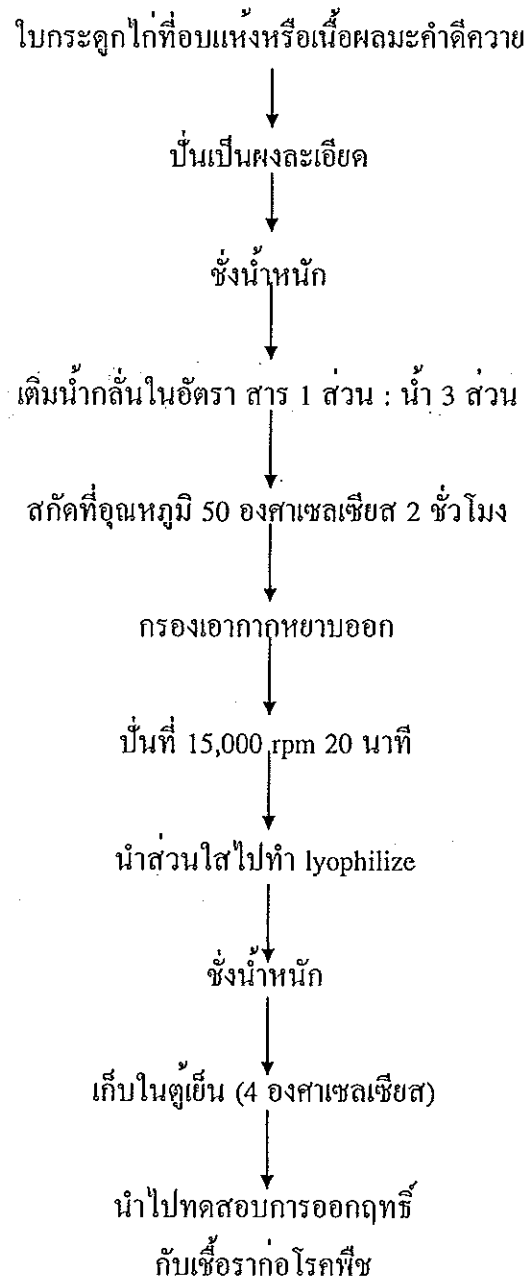 ใบกระดูกไก่ที่อบแห้งหรือเนื้อผลมะคำดีควาย
ปั่นเป็นผงละเอียด
ชั่งน้ำหนัก
เติมน้ำกลั่นในอัตรา สาร 1 ส่วน : น้ำ 3 ส่วน
สกัดที่อุณหภูมิ 50 องศาเซลเซียส 2 ชั่วโมง
กรองเอากากหยาบออก
ปั่นที่ 15,000 rpm 20 นาที
นำส่วนใสไปทำ lyophilize
ชั่งน้ำหนัก
เก็บในตู้เย็น (4 องศาเซลเซียส)
นำไปทดสอบการออกฤทธิ์
กับเชื้อราก่อโรคพืช